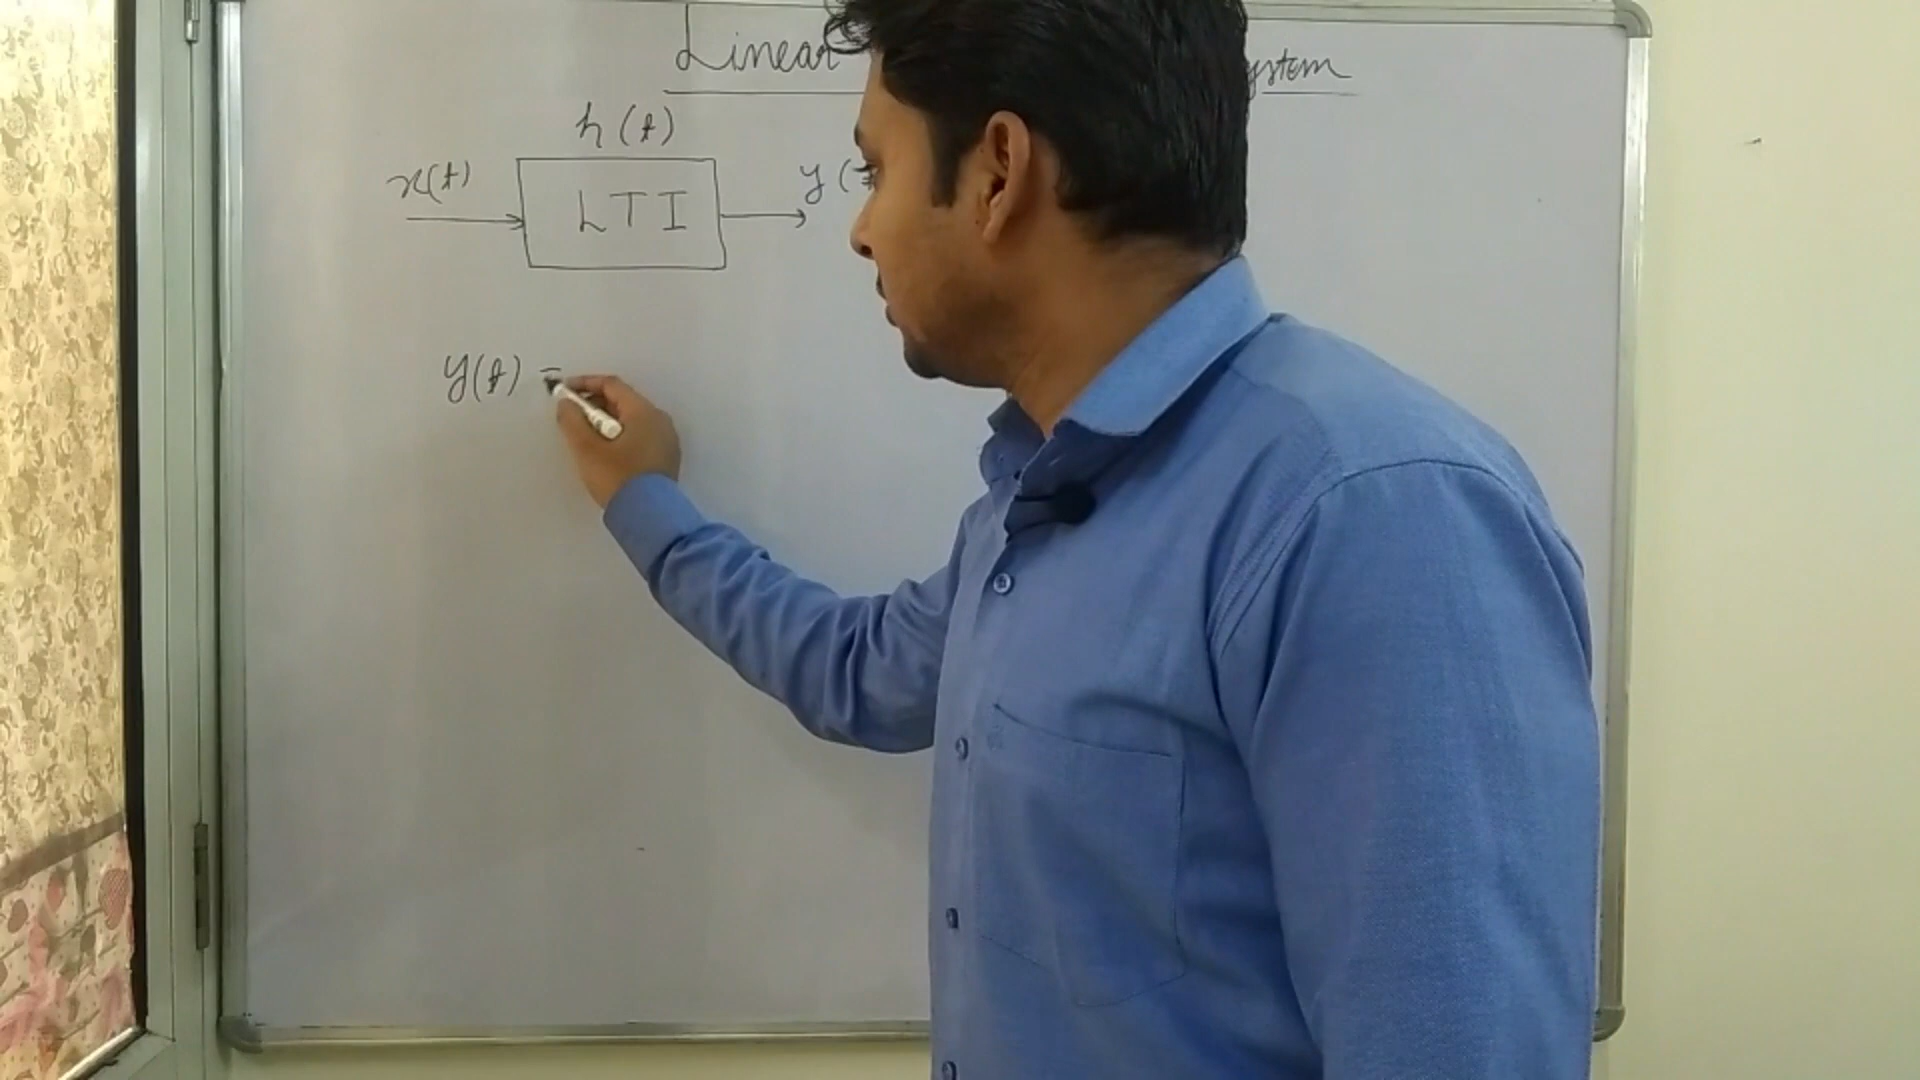 Linear ystem
h(t)
x(t) LTI y(t
y(t) =